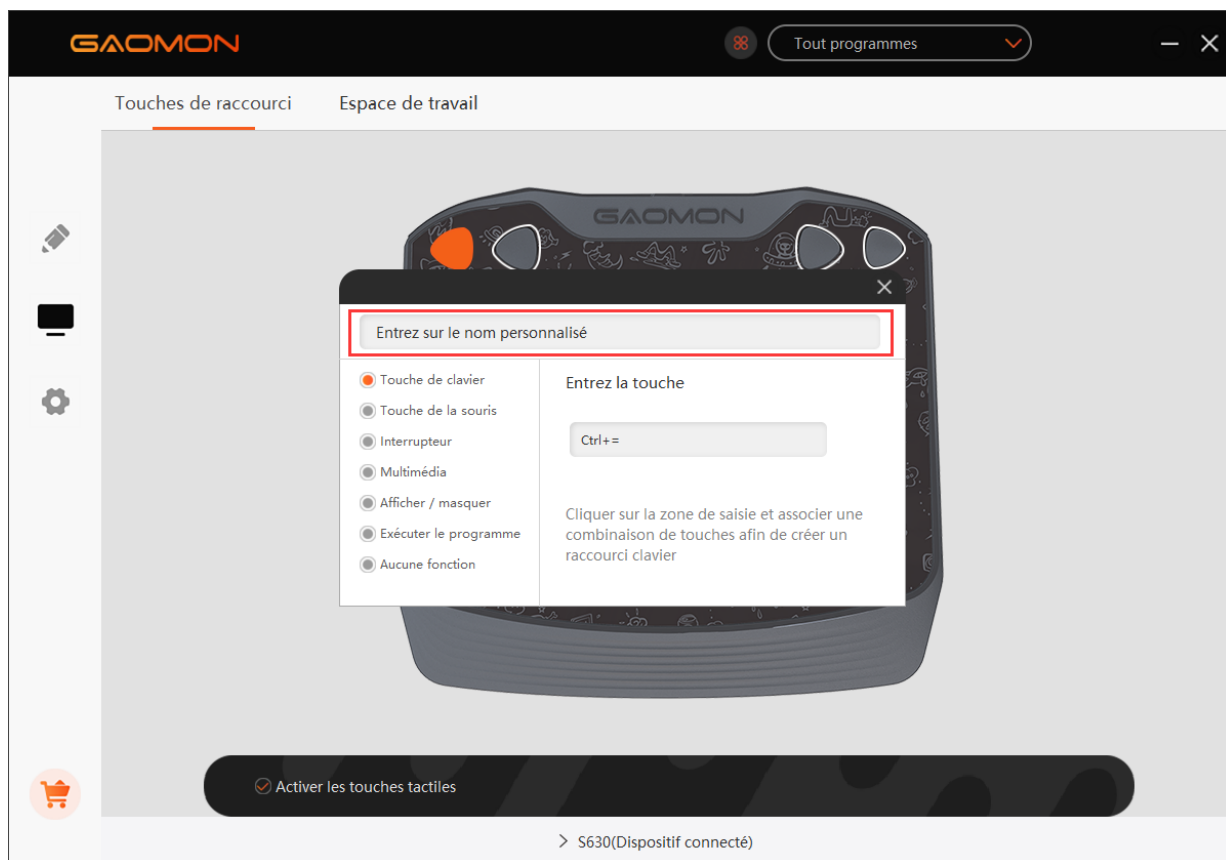 GAOMON
Tout programmes
Touches de raccourci
Espace de travail
GAOMON
Entrez sur le nom personnalisé
Touche de clavier
Touche de la souris
Interrupteur
Multimédia
Afficher / masquer
Exécuter le programme
Aucune fonction
Entrez la touche
Ctrl+=
Cliquer sur la zone de saisie et associer une
combinaison de touches afin de créer un
raccourci clavier
Activer les touches tactiles
S630(Dispositif connecté)